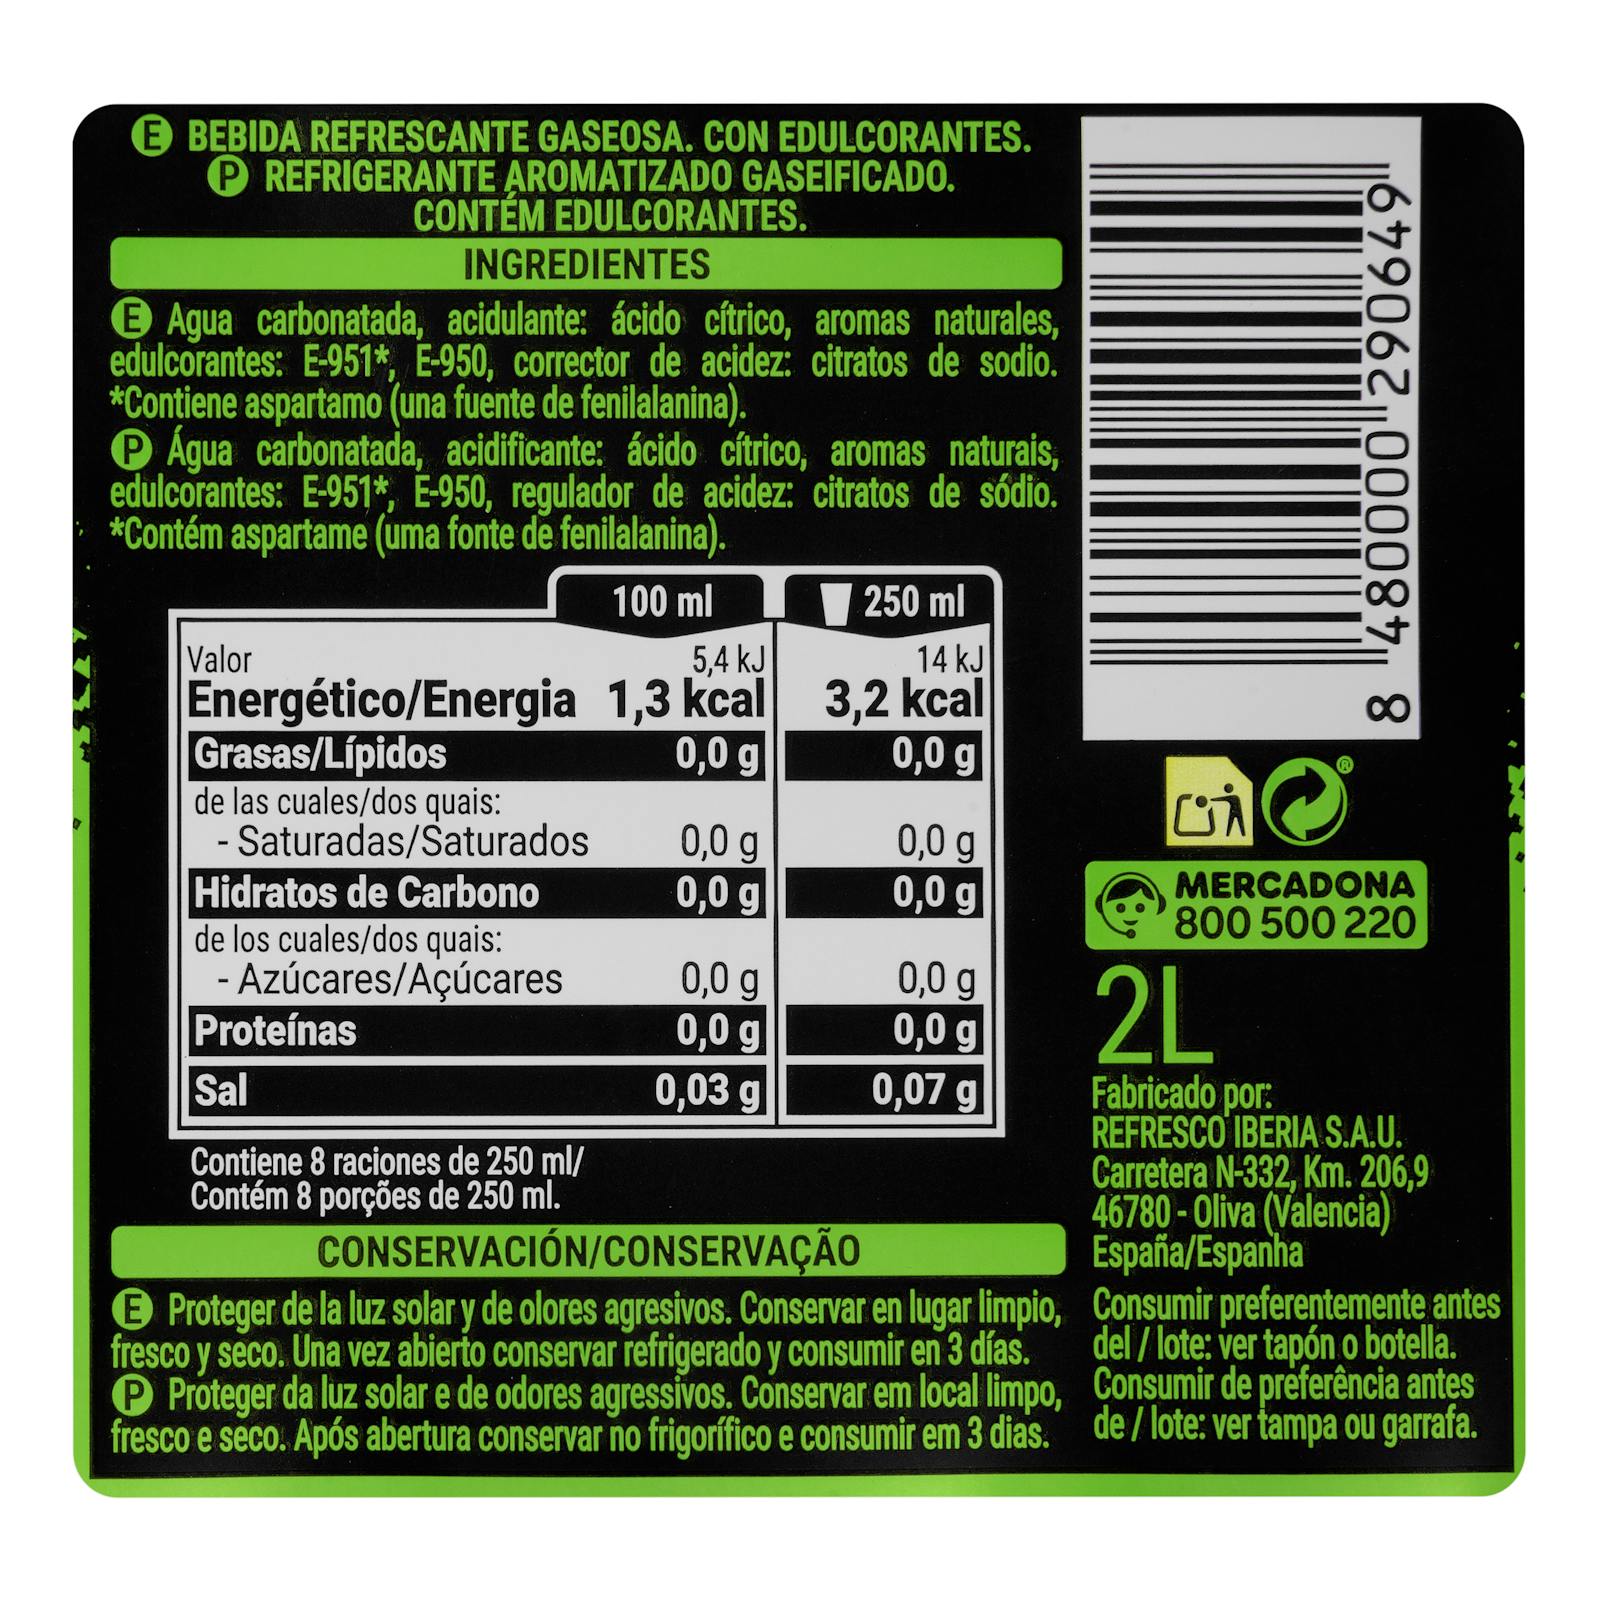 E BEBIDA REFRESCANTE GASEOSA. CON EDULCORANTES.
P REFRIGERANTE AROMATIZADO GASEIFICADO.
CONTÉM EDULCORANTES.
INGREDIENTES
E Agua carbonatada, acidulante: ácido cítrico, aromas naturales,
edulcorantes: E-951*, E-950, corrector de acidez: citratos de sodio.
*Contiene aspartamo (una fuente de fenilalanina).
P Água carbonatada, acidificante: ácido cítrico, aromas naturais,
edulcorantes: E-951*, E-950, regulador de acidez: citratos de sódio.
*Contém aspartame (uma fonte de fenilalanina).
100 ml 250 ml
Valor 5,4 kJ 14 kJ
Energético/Energia 1,3 kcal 3,2 kcal
Grasas/Lípidos 0,0 g 0,0 g
de las cuales/dos quais:
- Saturadas/Saturados 0,0 g 0,0 g
Hidratos de Carbono 0,0 g 0,0 g
de los cuales/dos quais:
- Azúcares/Açúcares 0,0 g 0,0 g
Proteínas 0,0 g 0,0 g
Sal 0,03 g 0,07 g
Contiene 8 raciones de 250 ml/
Contém 8 porções de 250 ml.
CONSERVACIÓN/CONSERVAÇÃO
E Proteger de la luz solar y de olores agresivos. Conservar en lugar limpio,
fresco y seco. Una vez abierto conservar refrigerado y consumir en 3 días.
P Proteger da luz solar e de odores agressivos. Conservar em local limpo,
fresco e seco. Após abertura conservar no frigorífico e consumir em 3 dias.
8 480000 290649
®
MERCADONA
800 500 220
2L
Fabricado por:
REFRESCO IBERIA S.A.U.
Carretera N-332, Km. 206,9
46780 - Oliva (Valencia)
España/Espanha
Consumir preferentemente antes
del / lote: ver tapón o botella.
Consumir de preferência antes
de / lote: ver tampa ou garrafa.